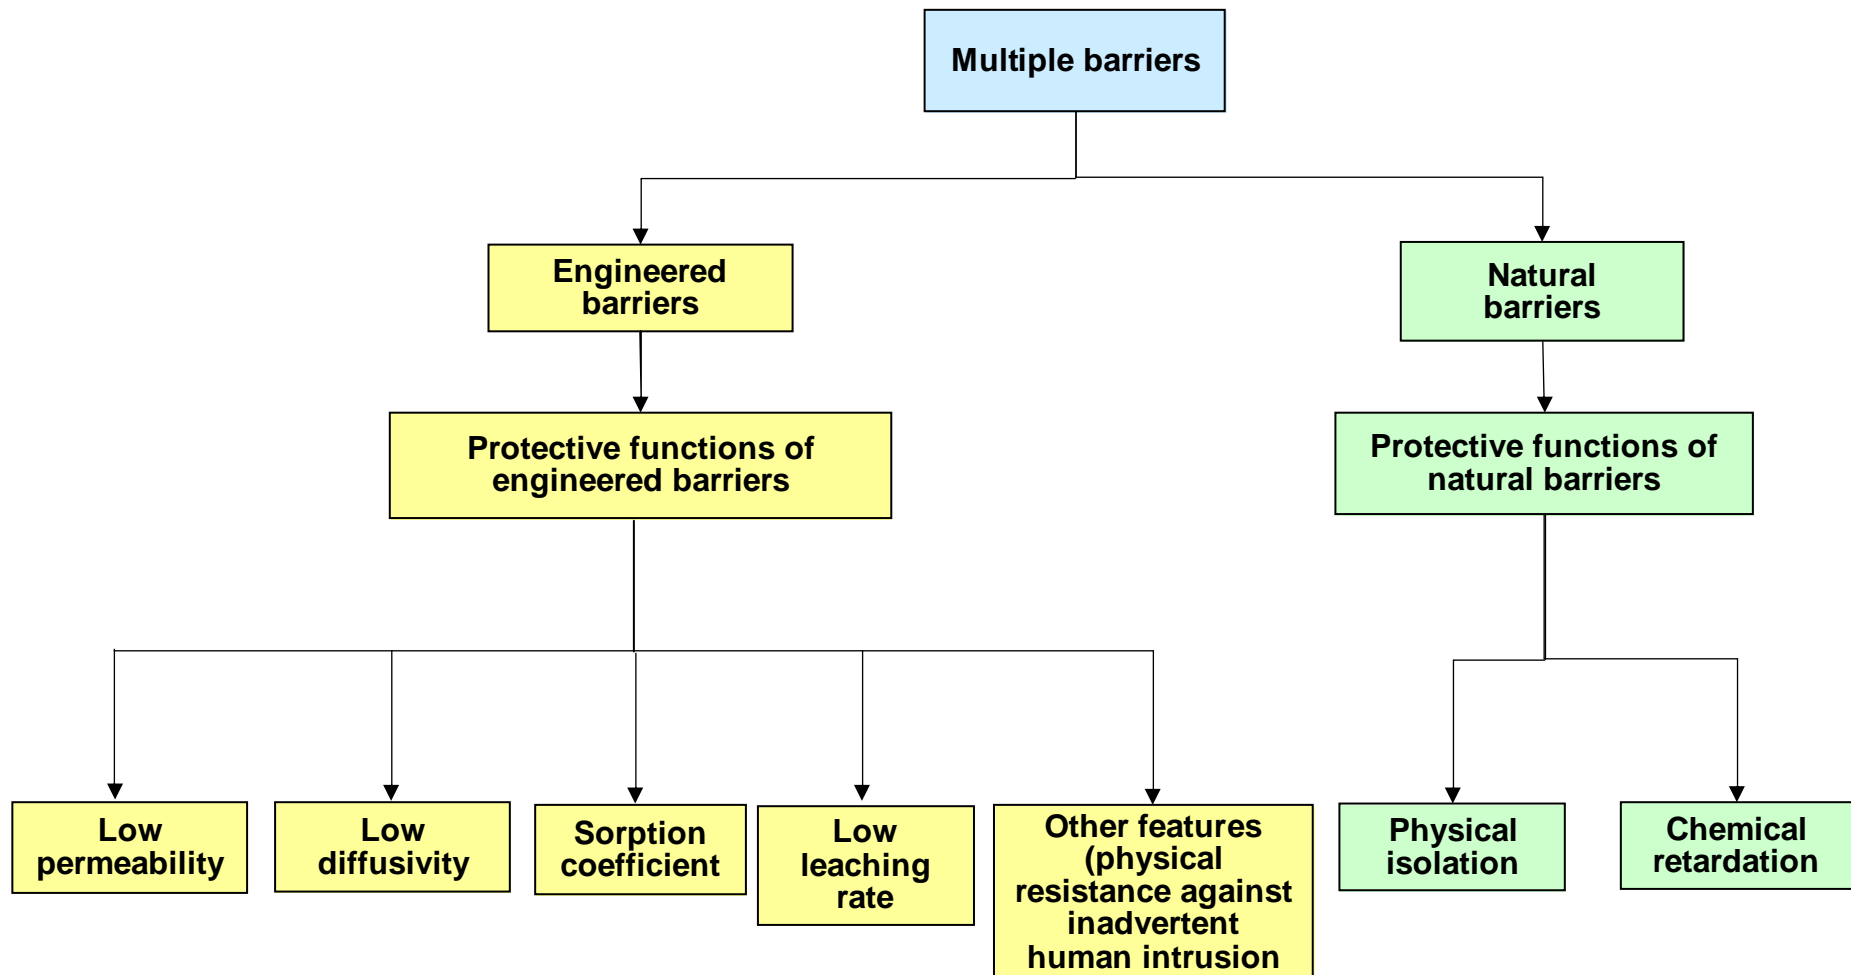 Multiple barriers
Engineered
barriers
Natural
barriers
Protective functions of
engineered barriers
Protective functions of
natural barriers
Low
permeability
Low
diffusivity
Sorption
coefficient
Low
leaching
rate
Other features
(physical
resistance against
inadvertent
human intrusion
Physical
isolation
Chemical
retardation